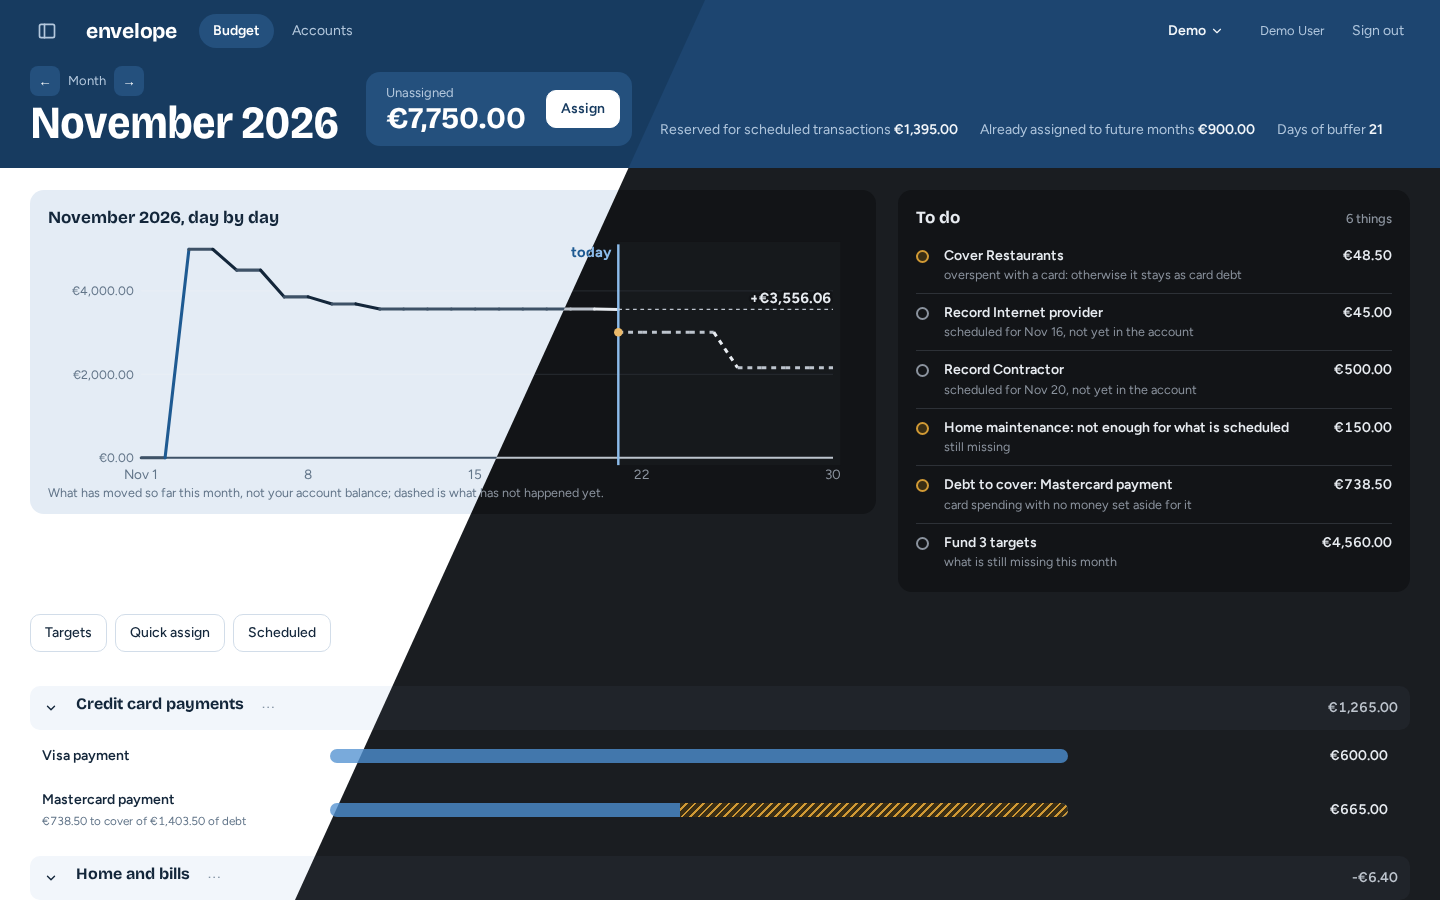 envelope
Budget
Accounts
Demo
Demo User
Sign out
← Month →
November 2026
Unassigned
€7,750.00
Assign
Reserved for scheduled transactions €1,395.00
Already assigned to future months €900.00
Days of buffer 21
November 2026, day by day
today
€4,000.00
+€3,556.06
€2,000.00
€0.00
Nov 1
8
15
22
30
What has moved so far this month, not your account balance; dashed is what has not happened yet.
To do
6 things
Cover Restaurants
€48.50
overspent with a card: otherwise it stays as card debt
Record Internet provider
€45.00
scheduled for Nov 16, not yet in the account
Record Contractor
€500.00
scheduled for Nov 20, not yet in the account
Home maintenance: not enough for what is scheduled
€150.00
still missing
Debt to cover: Mastercard payment
€738.50
card spending with no money set aside for it
Fund 3 targets
€4,560.00
what is still missing this month
Targets
Quick assign
Scheduled
Credit card payments ...
€1,265.00
Visa payment
€600.00
Mastercard payment
€738.50 to cover of €1,403.50 of debt
€665.00
Home and bills ...
-€6.40